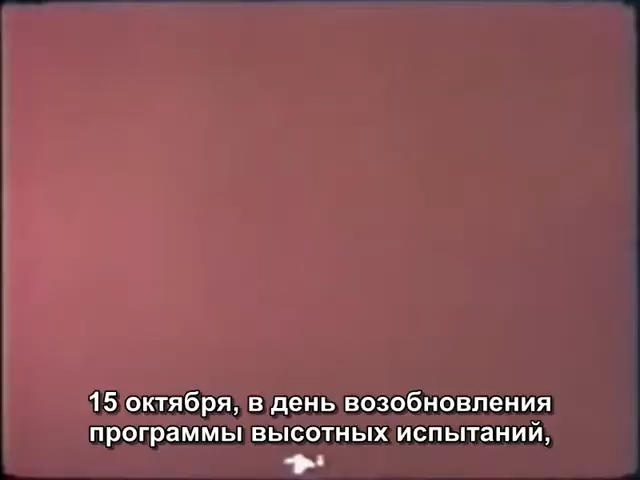 15 октября, в день возобновления
программы высотных испытаний,